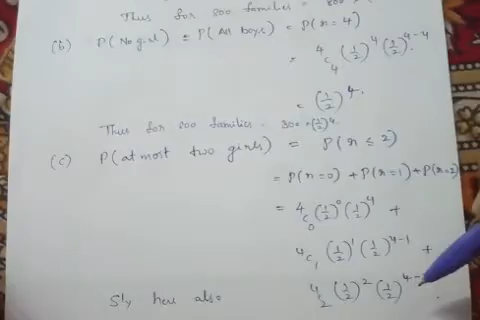 Thus for 800 families = 800 ×
(b) P(No girl) = P(All boys) = P(x = 4)
= ⁴C₄ (1/2)⁴ (1/2)⁴⁻⁴
= (1/2)⁴.
Thus for 800 families = 800 × (1/2)⁴
(c) P(at most two girls) = P(x ≤ 2)
= P(x=0) + P(x=1) + P(x=2)
= ⁴C₀ (1/2)⁰ (1/2)⁴ +
⁴C₁ (1/2)¹ (1/2)⁴⁻¹ +
S'ly here also ⁴C₂ (1/2)² (1/2)⁴⁻